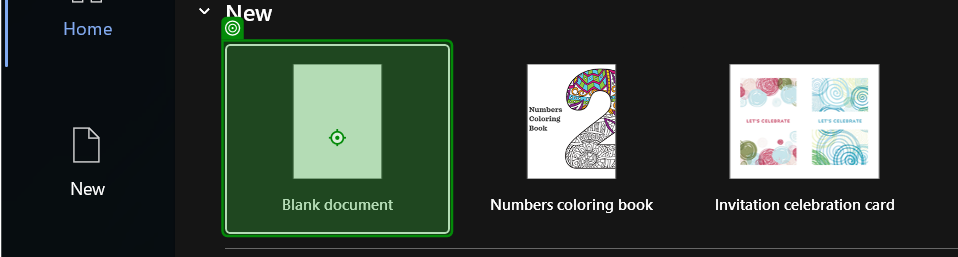 New
Home
Numbers
Coloring
Book
LET'S CELEBRATE
LET'S CELEBRATE
New
Blank document
Numbers coloring book
Invitation celebration card